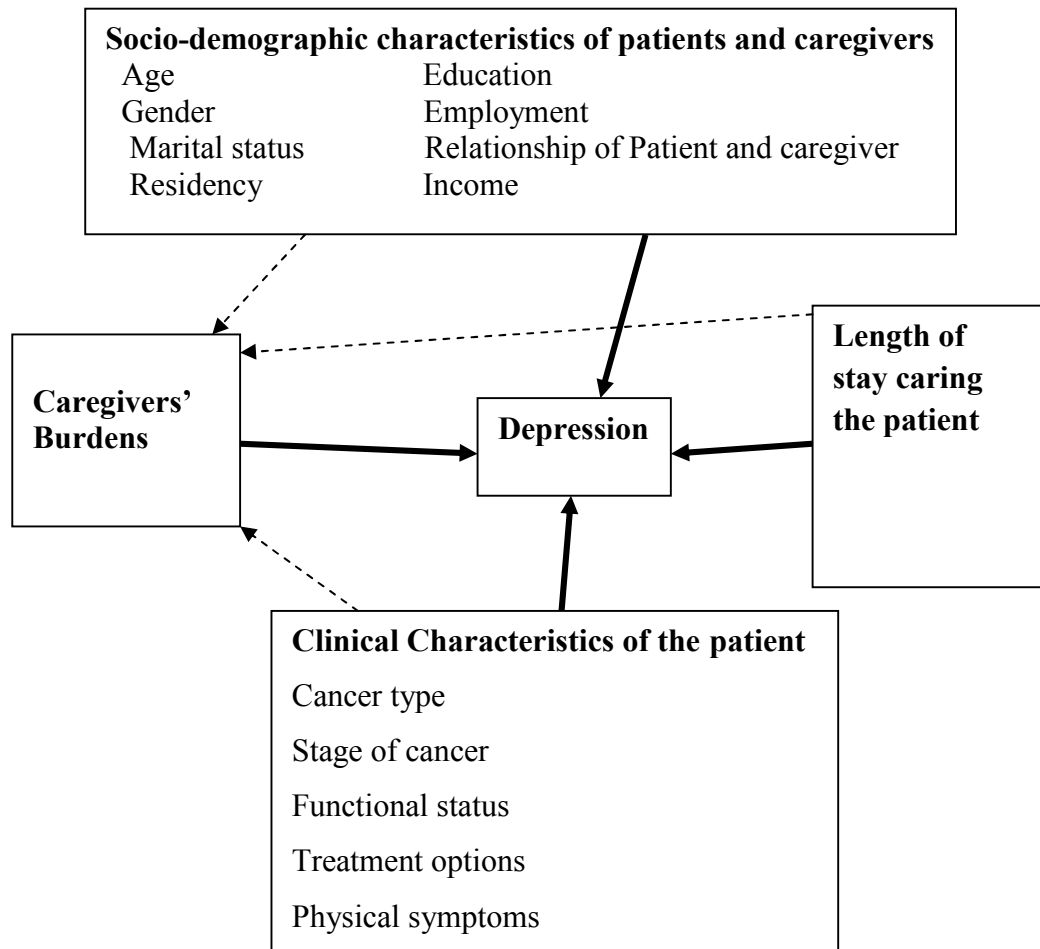 Socio-demographic characteristics of patients and caregivers
Age Education
Gender Employment
Marital status Relationship of Patient and caregiver
Residency Income
Caregivers’
Burdens
Depression
Length of
stay caring
the patient
Clinical Characteristics of the patient
Cancer type
Stage of cancer
Functional status
Treatment options
Physical symptoms